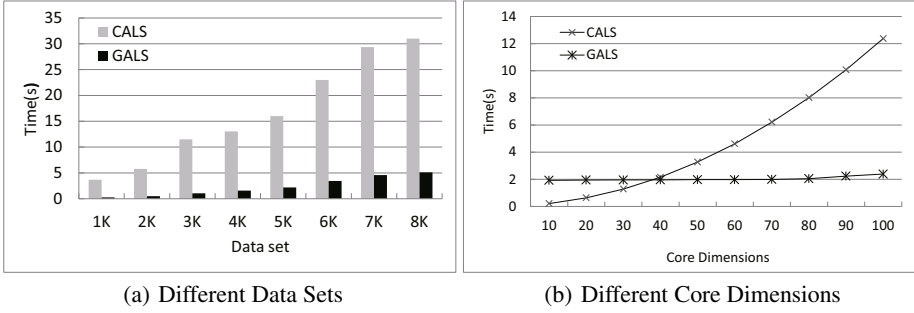 35
30
25
20
15
10
5
0
Time(s)
CALS
GALS
1K 2K 3K 4K 5K 6K 7K 8K
Data set
(a) Different Data Sets
14
12
10
8
6
4
2
0
Time(s)
CALS
GALS
10 20 30 40 50 60 70 80 90 100
Core Dimensions
(b) Different Core Dimensions